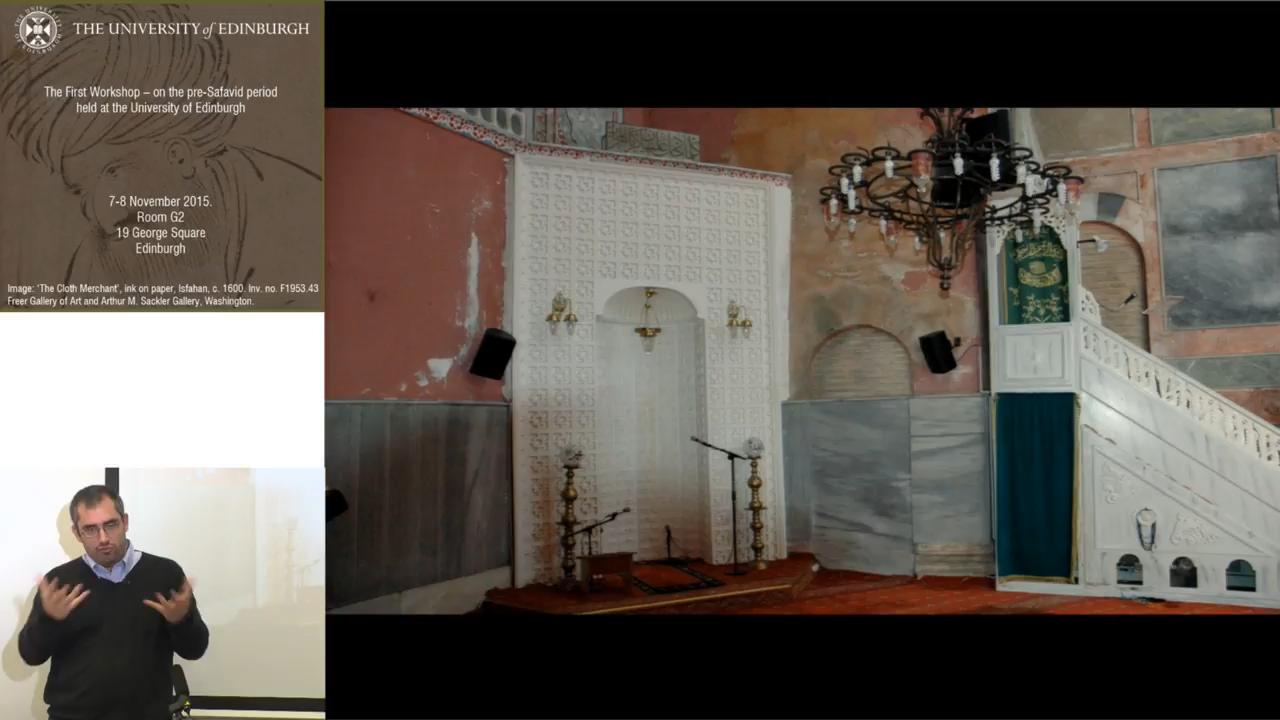 THE UNIVERSITY of EDINBURGH
The First Workshop – on the pre-Safavid period
held at the University of Edinburgh
7-8 November 2015.
Room G2
19 George Square
Edinburgh
Image: 'The Cloth Merchant', ink on paper, Isfahan, c. 1600. Inv. no. F1953.43
Freer Gallery of Art and Arthur M. Sackler Gallery, Washington.